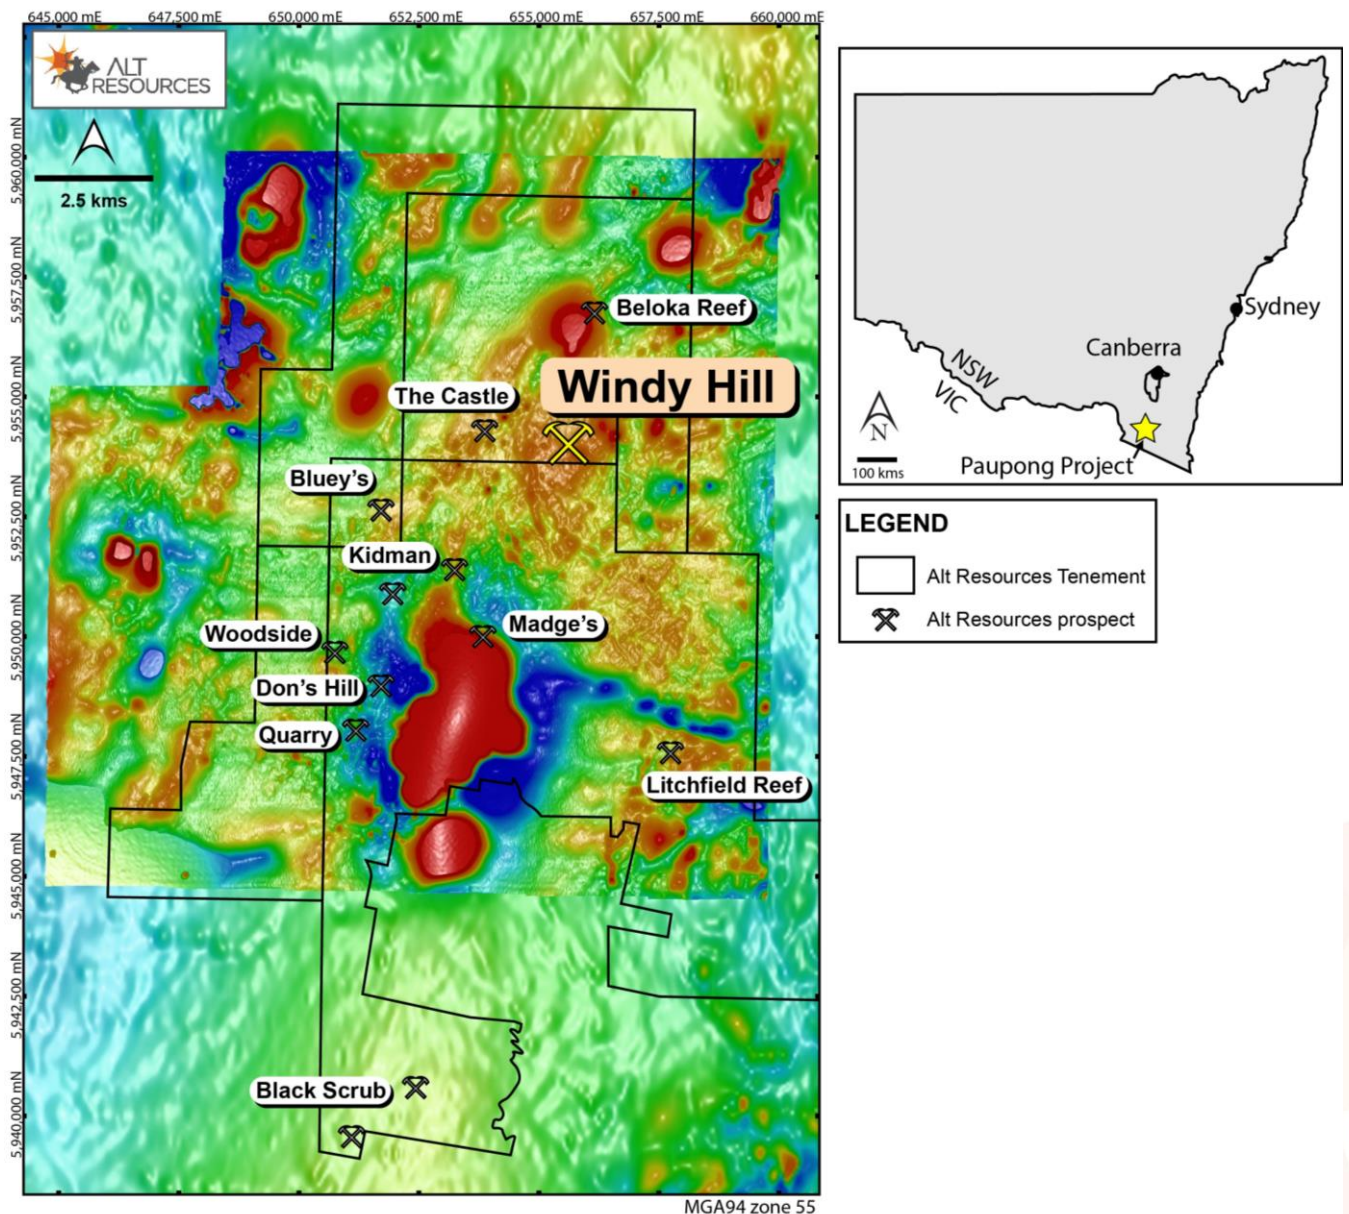 645,000 mE 647,500 mE 650,000 mE 652,500 mE 655,000 mE 657,500 mE 660,000 mE
ALT
RESOURCES
2.5 kms
5,960,000 mN
5,957,500 mN
5,955,000 mN
5,952,500 mN
5,950,000 mN
5,947,500 mN
5,945,000 mN
5,942,500 mN
5,940,000 mN
Beloka Reef
Windy Hill
The Castle
Bluey's
Kidman
Madge's
Woodside
Don's Hill
Quarry
Litchfield Reef
Black Scrub
MGA94 zone 55
Sydney
Canberra
NSW
VIC
N
100 kms
Paupong Project
LEGEND
Alt Resources Tenement
Alt Resources prospect